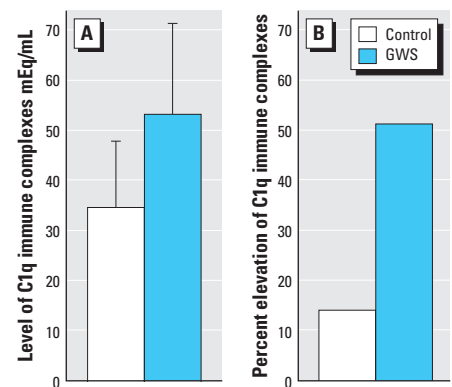 Level of C1q immune complexes mEq/mL
A
70
60
50
40
30
20
10
0
Percent elevation of C1q immune complexes
B
Control
GWS
70
60
50
40
30
20
10
0